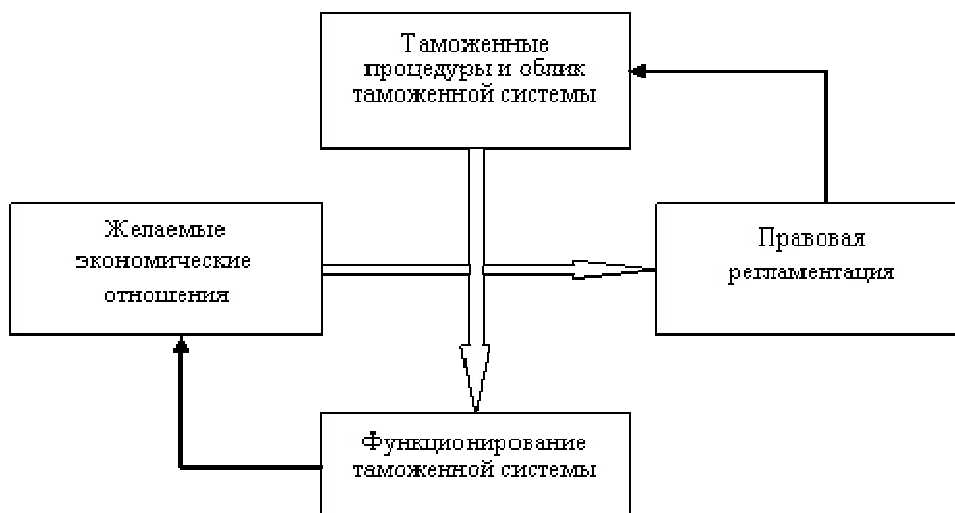 Таможенные
процедуры и облик
таможенной системы
Желаемые
экономические
отношения
Правовая
регламентация
Функционирование
таможенной системы